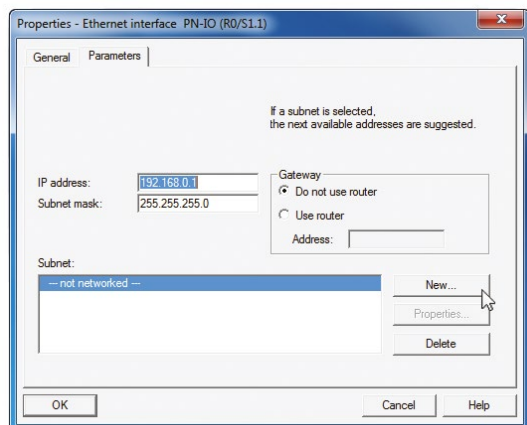 Properties - Ethernet interface PN-IO (R0/S1.1)
General Parameters
If a subnet is selected,
the next available addresses are suggested.
IP address: 192.168.0.1
Subnet mask: 255.255.255.0
Gateway
Do not use router
Use router
Address:
Subnet:
--- not networked ---
New...
Properties...
Delete
OK Cancel Help